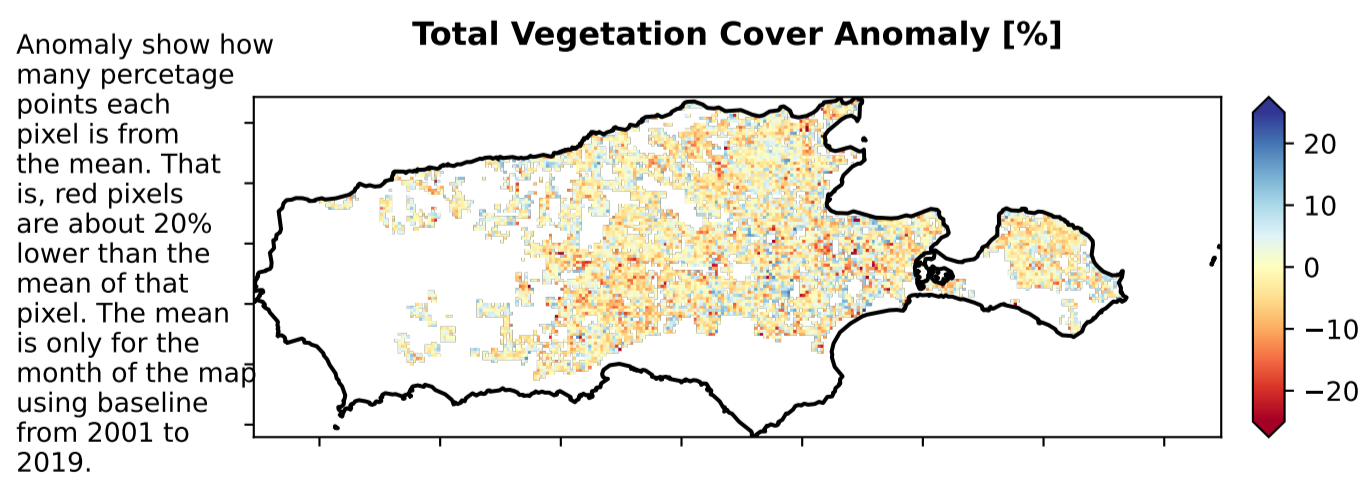 Total Vegetation Cover Anomaly [%]
Anomaly show how
many percetage
points each
pixel is from
the mean. That
is, red pixels
are about 20%
lower than the
mean of that
pixel. The mean
is only for the
month of the map
using baseline
from 2001 to
2019.
20
10
0
−10
−20